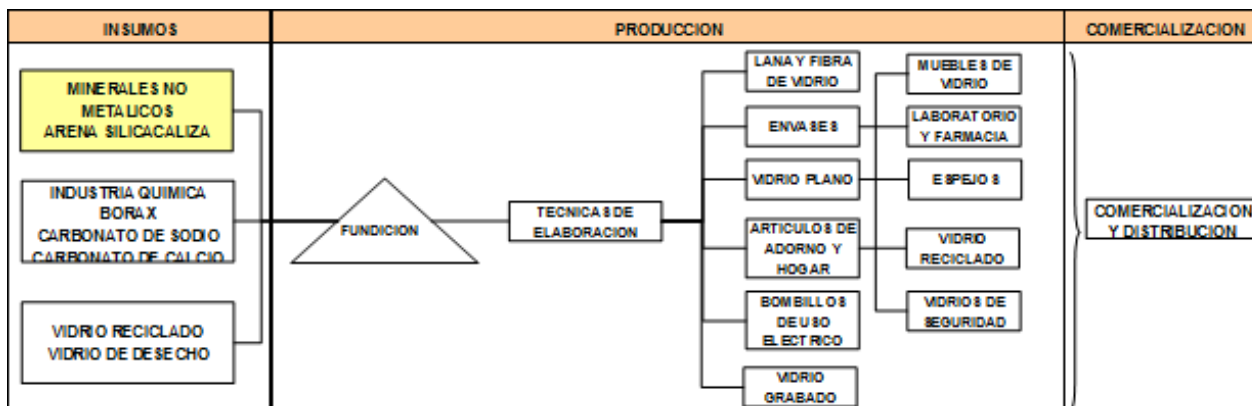 INSUMOS
PRODUCCION
COMERCIALIZACION
MINERALES NO
METALICOS
ARENA SILICACALIZA
INDUSTRIA QUIMICA
BORAX
CARBONATO DE SODIO
CARBONATO DE CALCIO
VIDRIO RECICLADO
VIDRIO DE DESECHO
FUNDICION
TECNICAS DE
ELABORACION
LANA Y FIBRA
DE VIDRIO
ENVASES
VIDRIO PLANO
ARTICULOS DE
ADORNO Y
HOGAR
BOMBILLOS
DE USO
ELECTRICO
VIDRIO
GRABADO
MUEBLES DE
VIDRIO
LABORATORIO
Y FARMACIA
ESPEJOS
VIDRIO
RECICLADO
VIDRIOS DE
SEGURIDAD
COMERCIALIZACION
Y DISTRIBUCION